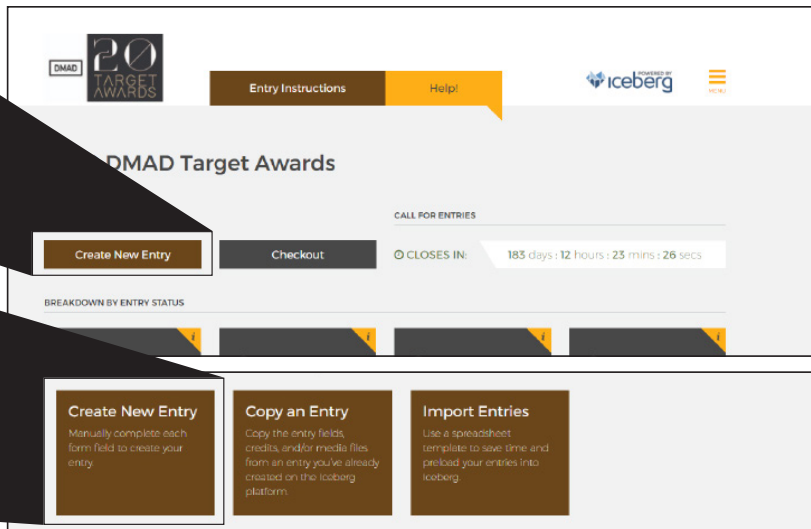 DMAD
20
TARGET
AWARDS
Entry Instructions
Help!
POWERED BY
iceberg
MENU
DMAD Target Awards
CALL FOR ENTRIES
Create New Entry
Checkout
CLOSES IN:
183 days : 12 hours : 23 mins : 26 secs
BREAKDOWN BY ENTRY STATUS
i
i
i
i
Create New Entry
Manually complete each
form field to create your
entry.
Copy an Entry
Copy the entry fields,
credits, and/or media files
from an entry you've already
created on the Iceberg
platform.
Import Entries
Use a spreadsheet
template to save time and
preload your entries into
Iceberg.